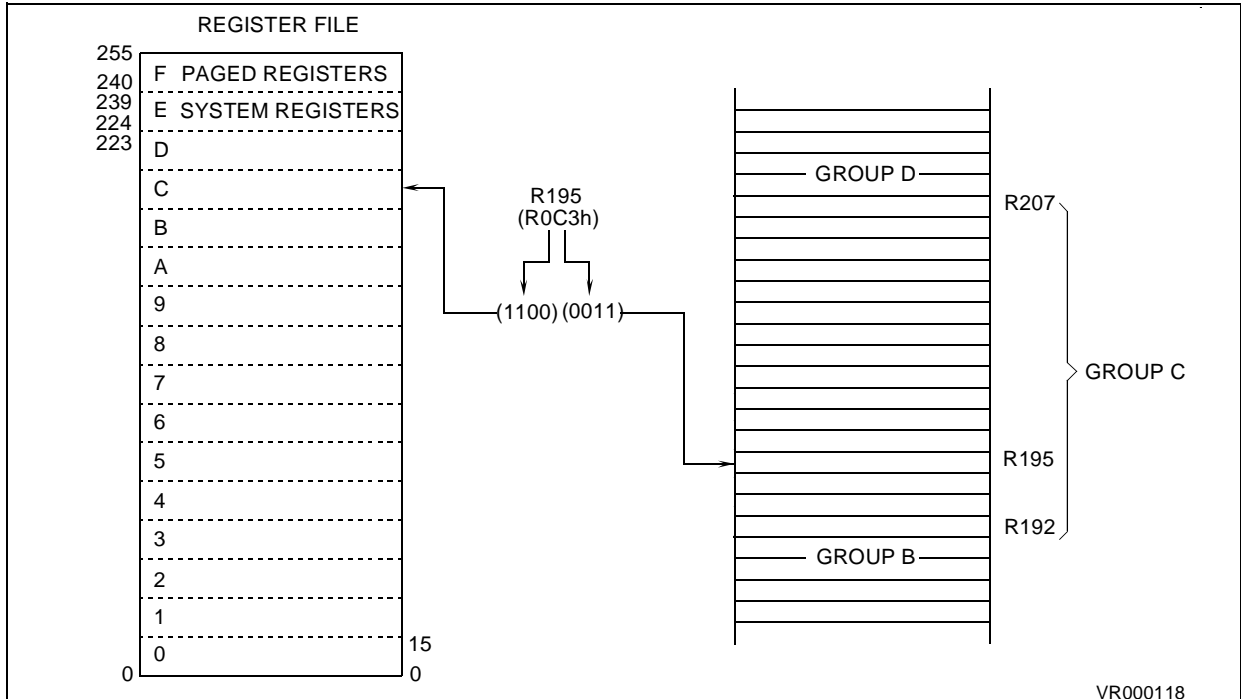 REGISTER FILE
255
240
239
224
223
F PAGED REGISTERS
E SYSTEM REGISTERS
D
C
B
A
9
8
7
6
5
4
3
2
1
0
15
0
0
R195
(R0C3h)
(1100) (0011)
GROUP D
R207
GROUP C
R195
R192
GROUP B
VR000118